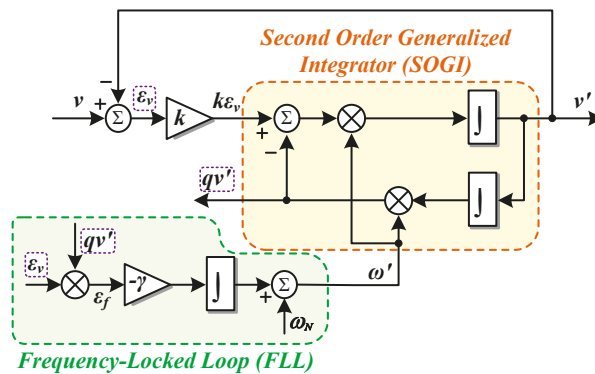 Second Order Generalized
Integrator (SOGI)
−
v + Σ
εv
k
kεv
+ Σ
−
×
∫
v'
qv'
×
∫
qv'
εv
×
εf
-γ
∫
+ Σ
ω'
ωN
Frequency-Locked Loop (FLL)